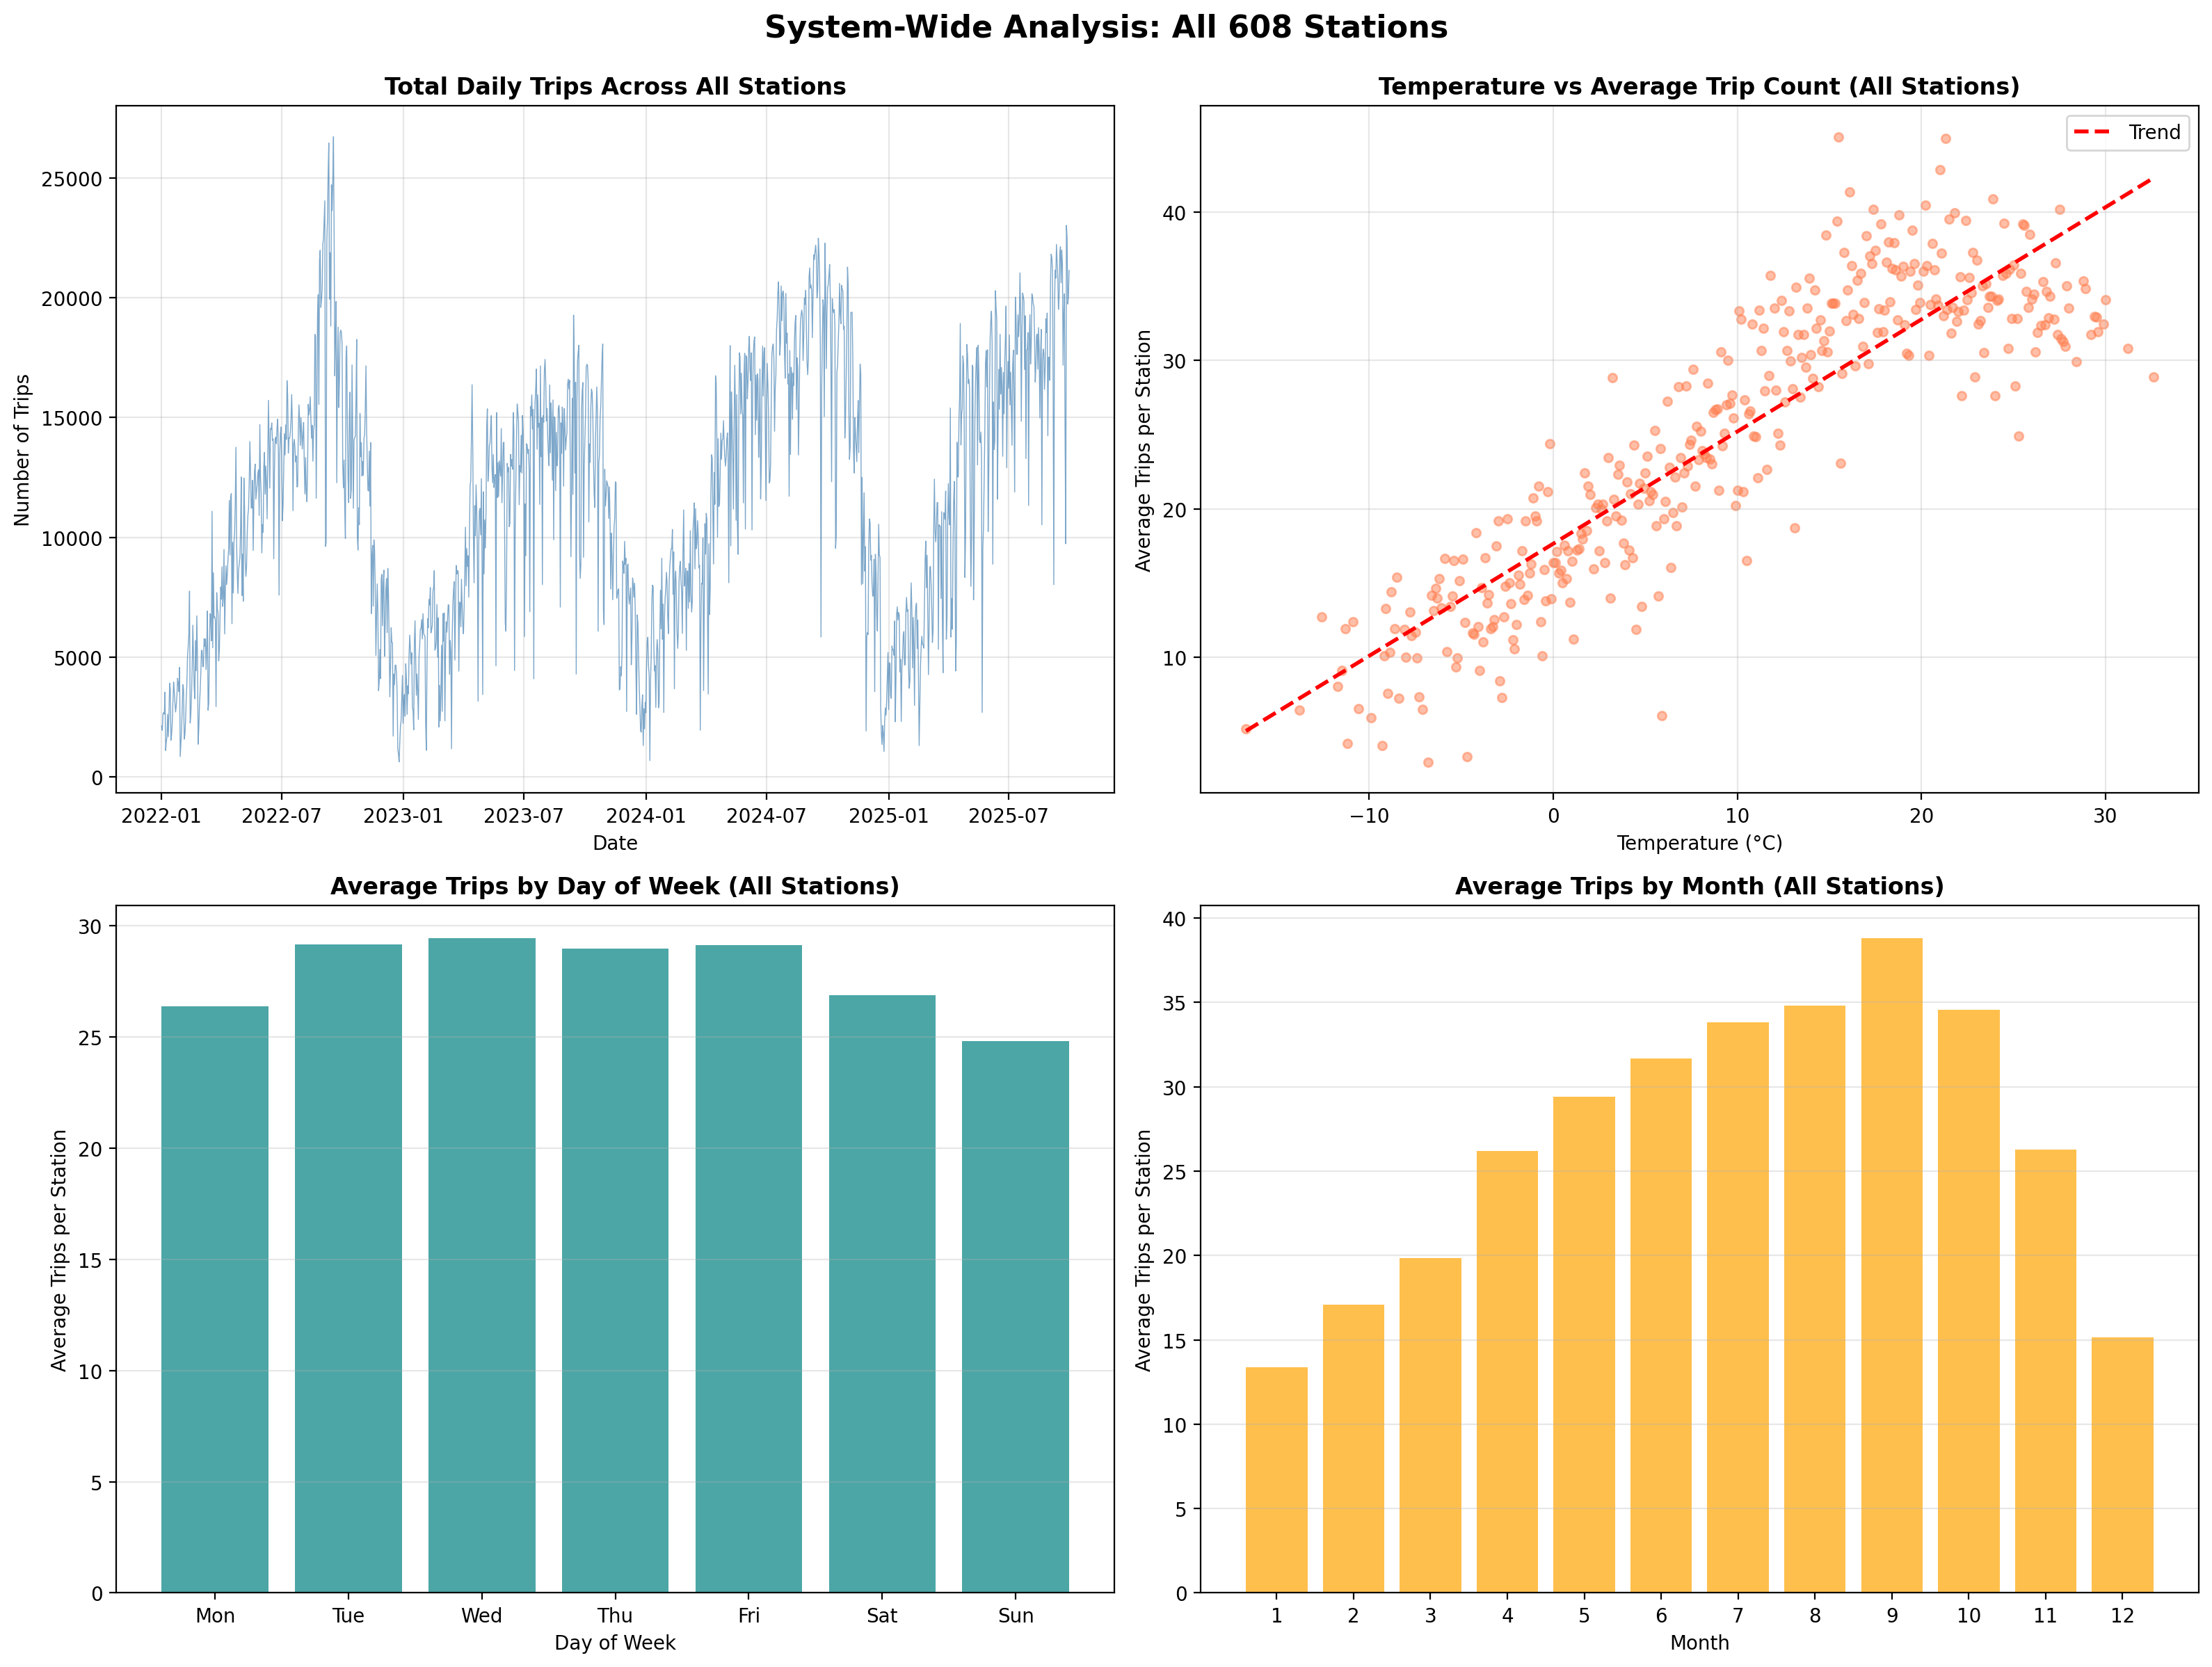 System-Wide Analysis: All 608 Stations
Total Daily Trips Across All Stations
Number of Trips
25000
20000
15000
10000
5000
0
2022-01 2022-07 2023-01 2023-07 2024-01 2024-07 2025-01 2025-07
Date
Temperature vs Average Trip Count (All Stations)
Trend
Average Trips per Station
40
30
20
10
−10 0 10 20 30
Temperature (°C)
Average Trips by Day of Week (All Stations)
Average Trips per Station
30
25
20
15
10
5
0
Mon Tue Wed Thu Fri Sat Sun
Day of Week
Average Trips by Month (All Stations)
Average Trips per Station
40
35
30
25
20
15
10
5
0
1 2 3 4 5 6 7 8 9 10 11 12
Month